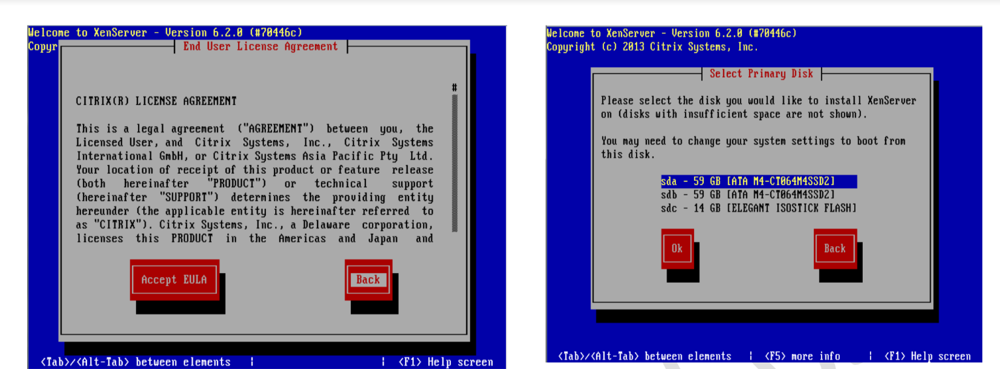 Welcome to XenServer - Version 6.2.0 (#70446c)
Copyr
End User License Agreement
#
CITRIX(R) LICENSE AGREEMENT
This is a legal agreement ("AGREEMENT") between you, the
Licensed User, and Citrix Systems, Inc., Citrix Systems
International GmbH, or Citrix Systems Asia Pacific Pty Ltd.
Your location of receipt of this product or feature release
(both hereinafter "PRODUCT") or technical support
(hereinafter "SUPPORT") determines the providing entity
hereunder (the applicable entity is hereinafter referred to
as "CITRIX"). Citrix Systems, Inc., a Delaware corporation,
licenses this PRODUCT in the Americas and Japan and
Accept EULA
Back
<Tab>/<Alt-Tab> between elements | | <F1> Help screen
Welcome to XenServer - Version 6.2.0 (#70446c)
Copyright (c) 2013 Citrix Systems, Inc.
Select Primary Disk
Please select the disk you would like to install XenServer
on (disks with insufficient space are not shown).
You may need to change your system settings to boot from
this disk.
sda - 59 GB [ATA M4-CT064M4SSD2]
sdb - 59 GB [ATA M4-CT064M4SSD2]
sdc - 14 GB [ELEGANT ISOSTICK FLASH]
Ok
Back
<Tab>/<Alt-Tab> between elements | <F5> more info | <F1> Help screen